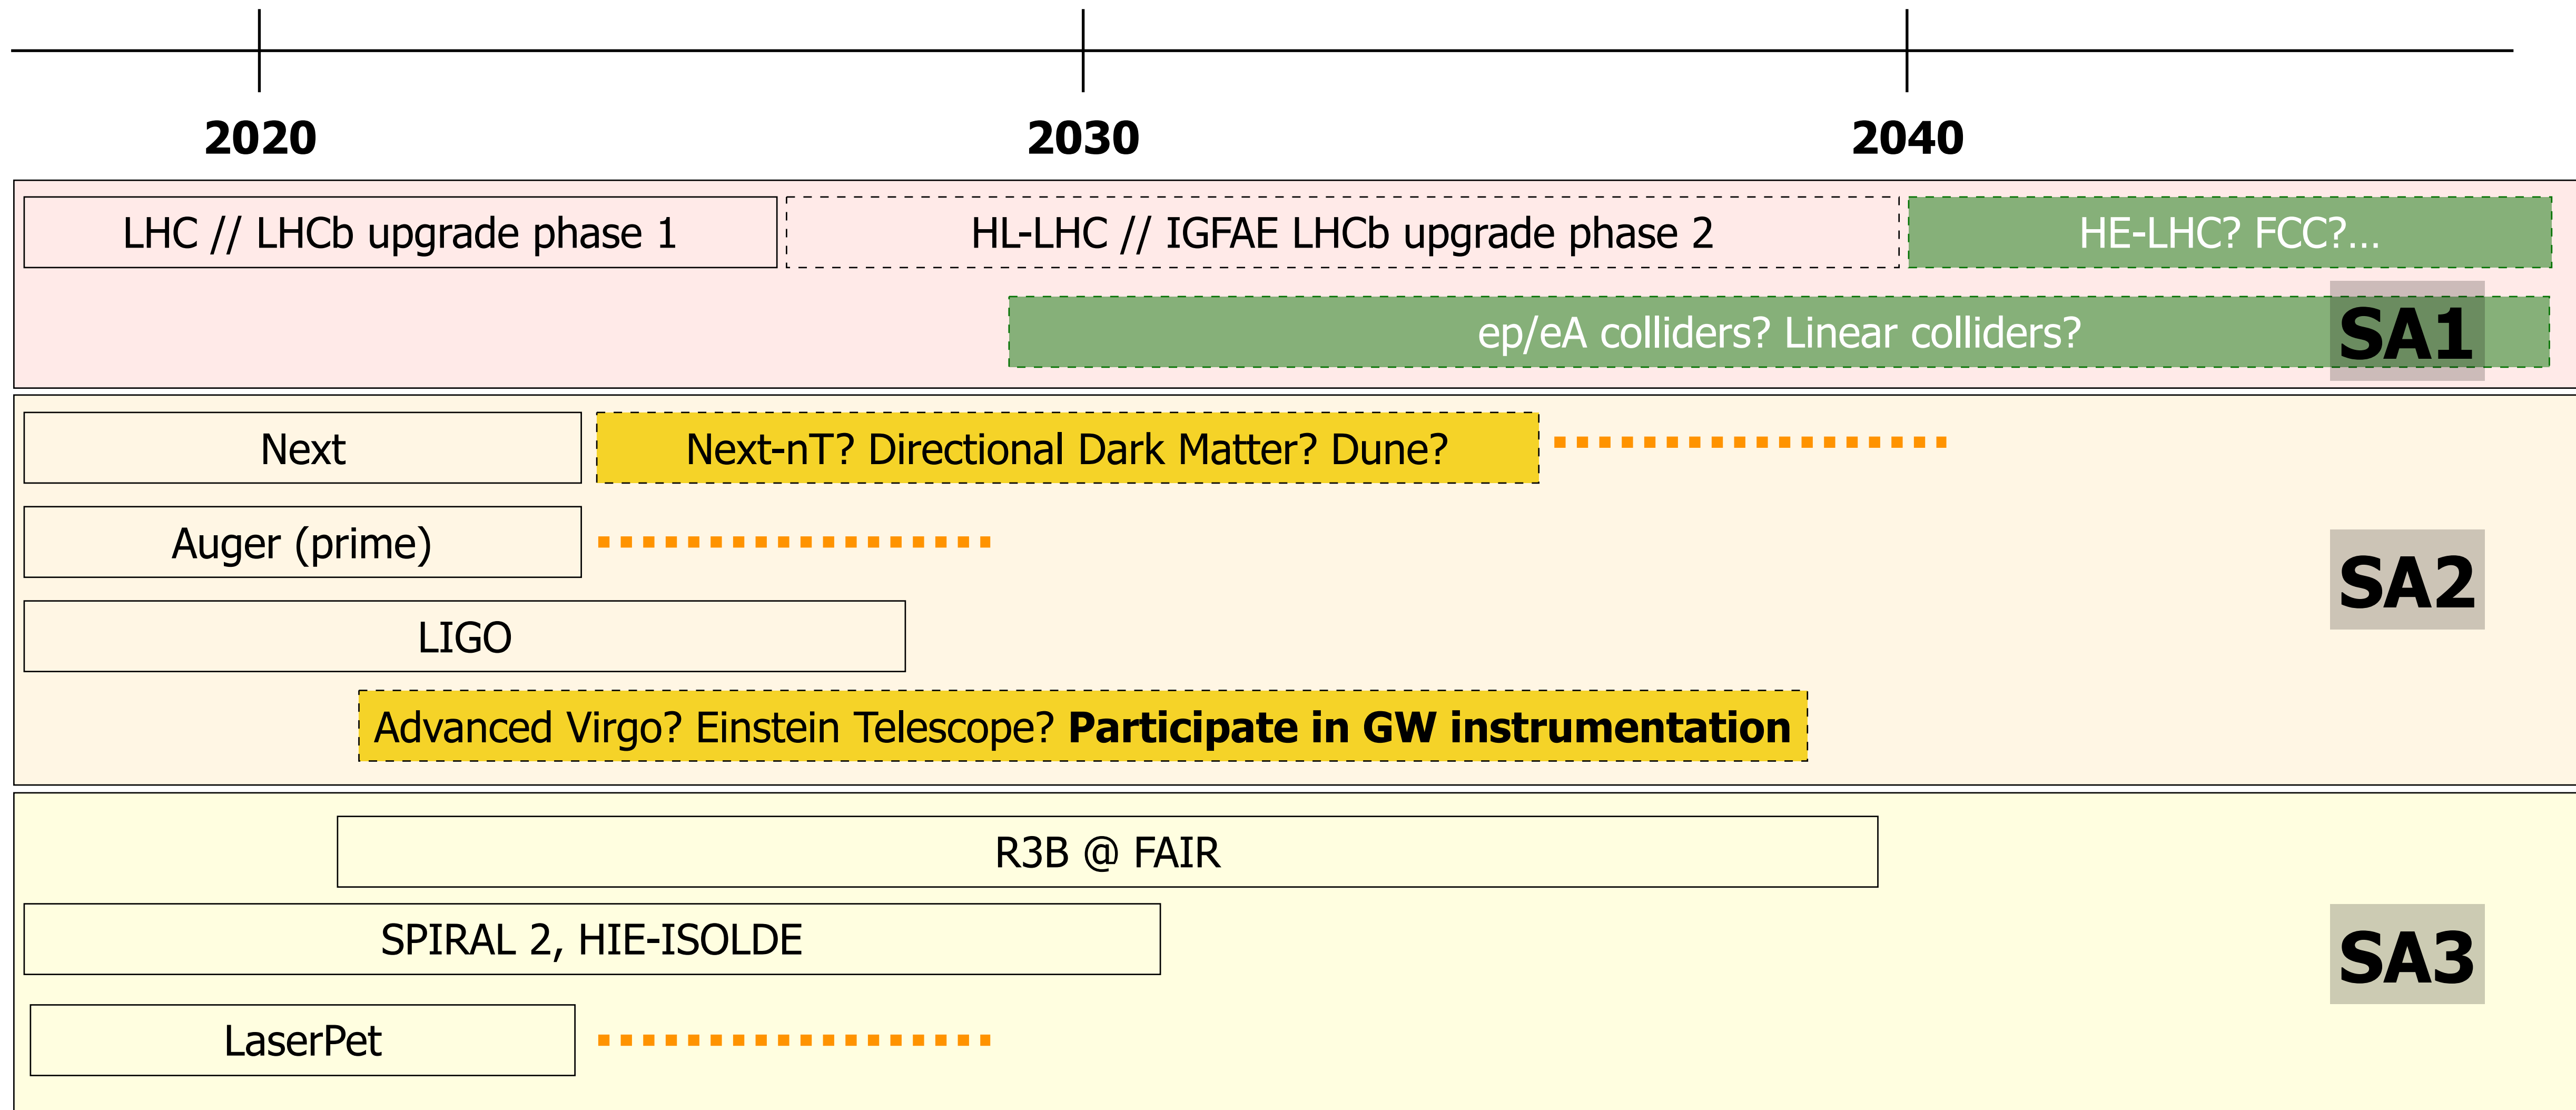 2020 2030 2040
LHC // LHCb upgrade phase 1
HL-LHC // IGFAE LHCb upgrade phase 2
HE-LHC? FCC?...
ep/eA colliders? Linear colliders?
SA1
Next
Next-nT? Directional Dark Matter? Dune?
Auger (prime)
SA2
LIGO
Advanced Virgo? Einstein Telescope? Participate in GW instrumentation
R3B @ FAIR
SPIRAL 2, HIE-ISOLDE
SA3
LaserPet